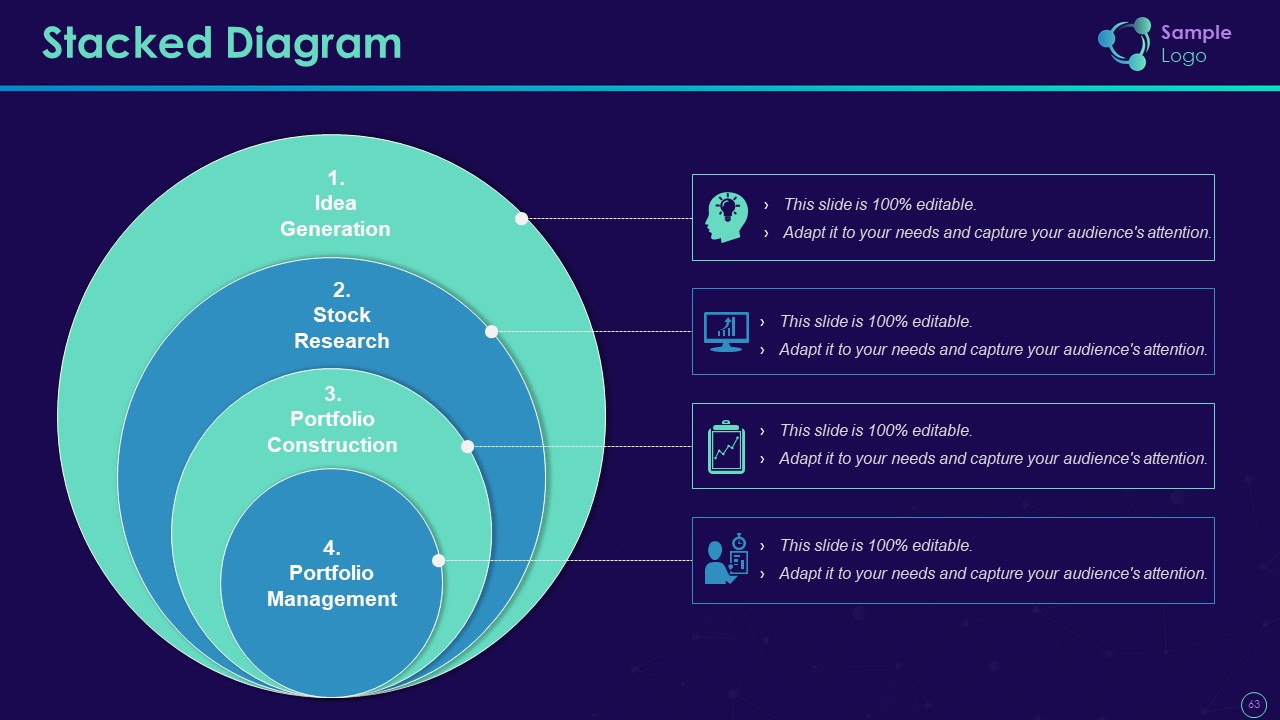 Stacked Diagram
Sample
Logo
1.
Idea
Generation
2.
Stock
Research
3.
Portfolio
Construction
4.
Portfolio
Management
› This slide is 100% editable.
› Adapt it to your needs and capture your audience's attention.
› This slide is 100% editable.
› Adapt it to your needs and capture your audience's attention.
› This slide is 100% editable.
› Adapt it to your needs and capture your audience's attention.
› This slide is 100% editable.
› Adapt it to your needs and capture your audience's attention.
63